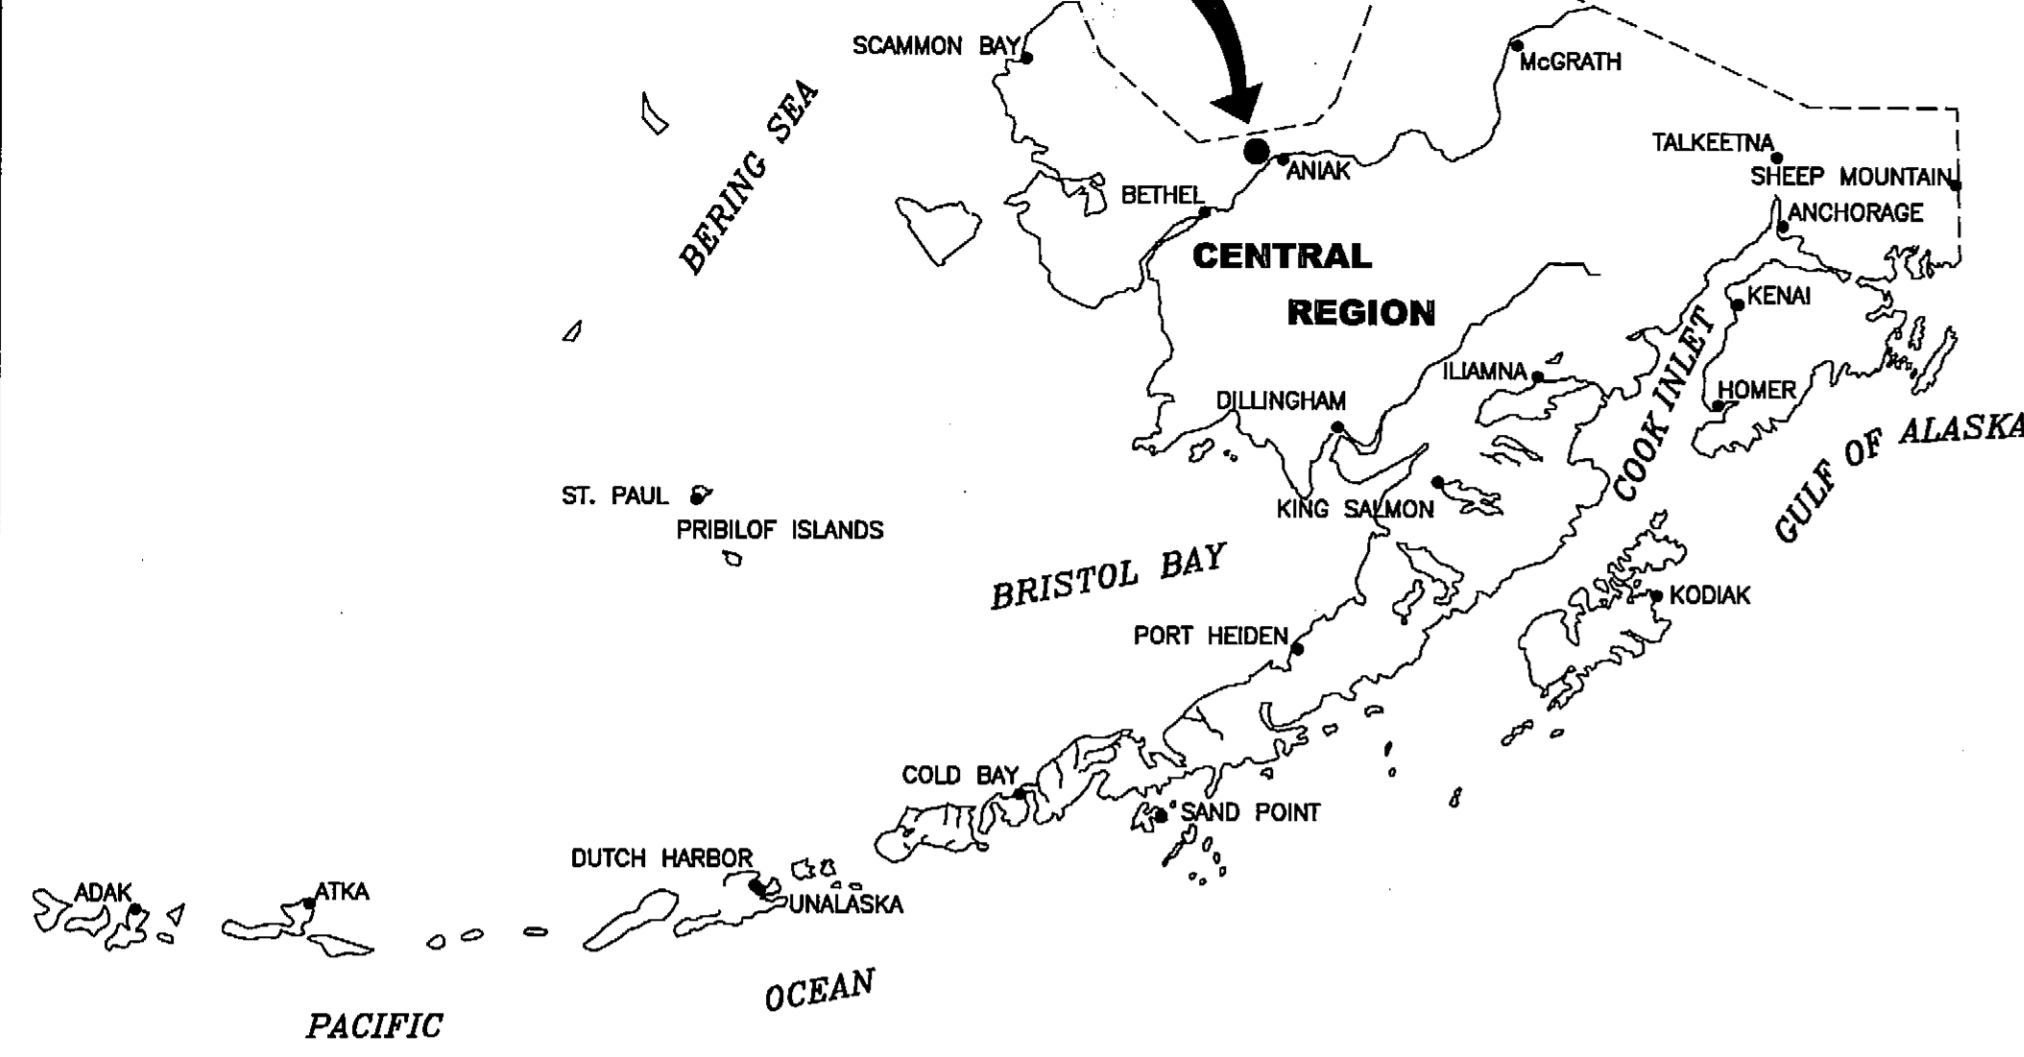 SCAMMON BAY
McGRATH
BERING SEA
TALKEETNA
ANIAK
SHEEP MOUNTAIN
BETHEL
ANCHORAGE
CENTRAL
REGION
KENAI
COOK INLET
ILIAMNA
HOMER
DILLINGHAM
GULF OF ALASKA
ST. PAUL
KING SALMON
PRIBILOF ISLANDS
BRISTOL BAY
KODIAK
PORT HEIDEN
COLD BAY
SAND POINT
DUTCH HARBOR
ADAK
ATKA
UNALASKA
OCEAN
PACIFIC